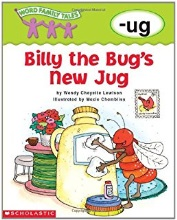 WORD FAMILY TALES
-ug
Billy the Bug's
New Jug
by Wendy Cheyette Lewison
Illustrated by Maxie Chambliss
SCHOLASTIC